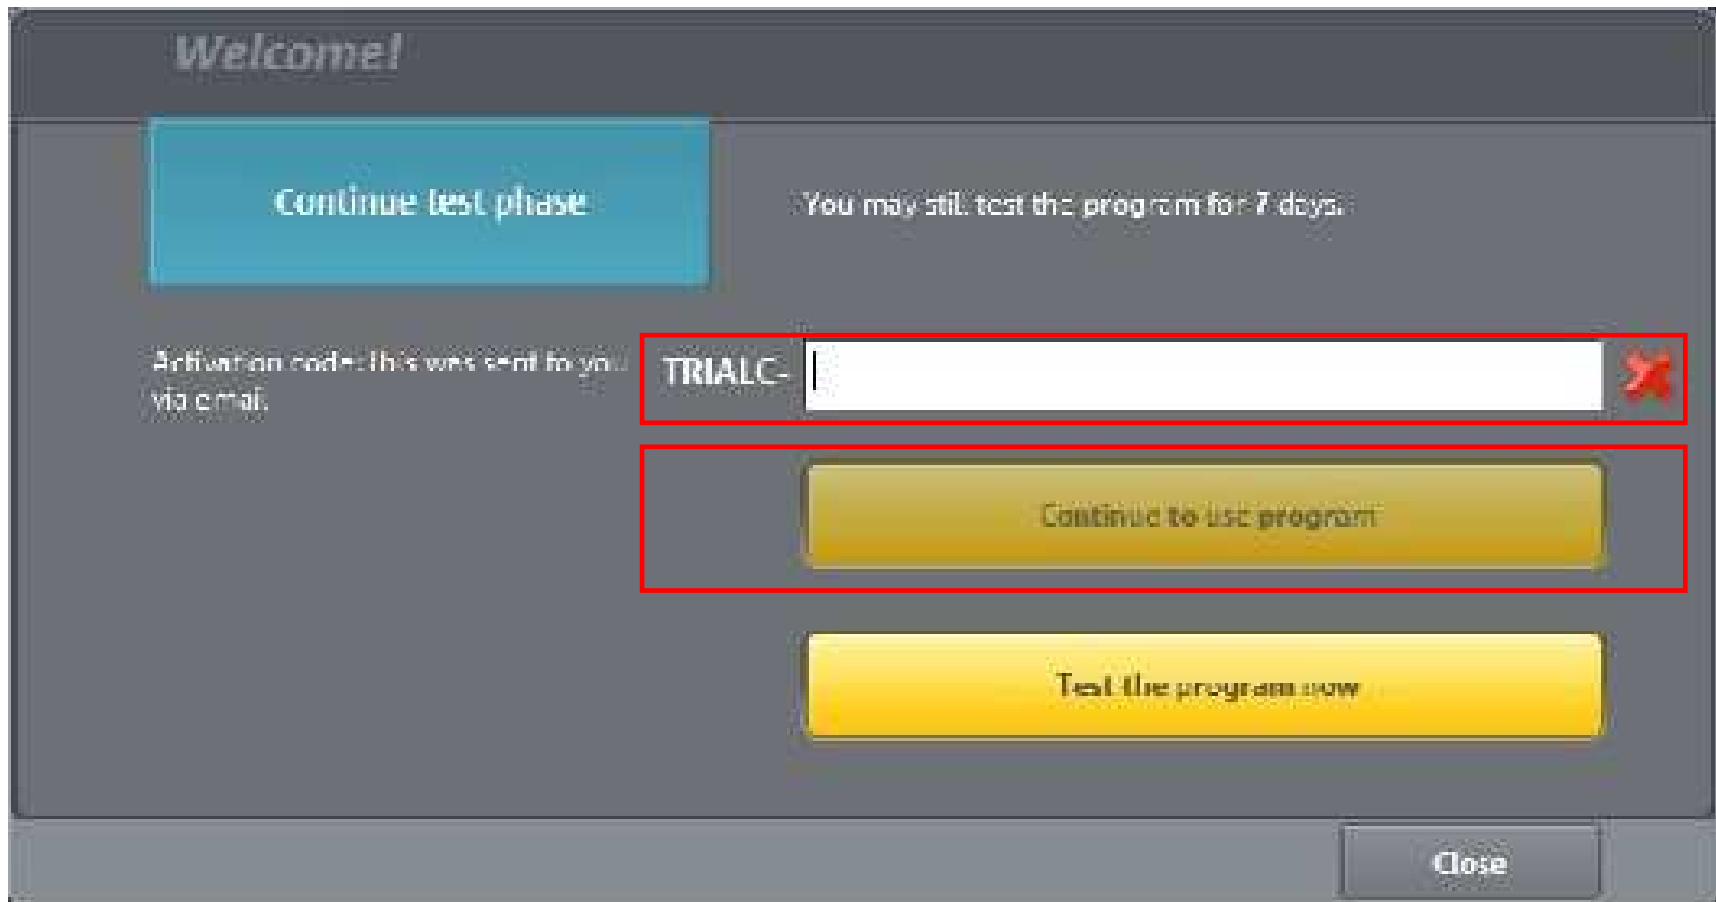 Welcome!
Continue test phase
You may still test the program for 7 days.
Activation code: this was sent to you
via email.
TRIALC-
Continue to use program
Test the program now
Close